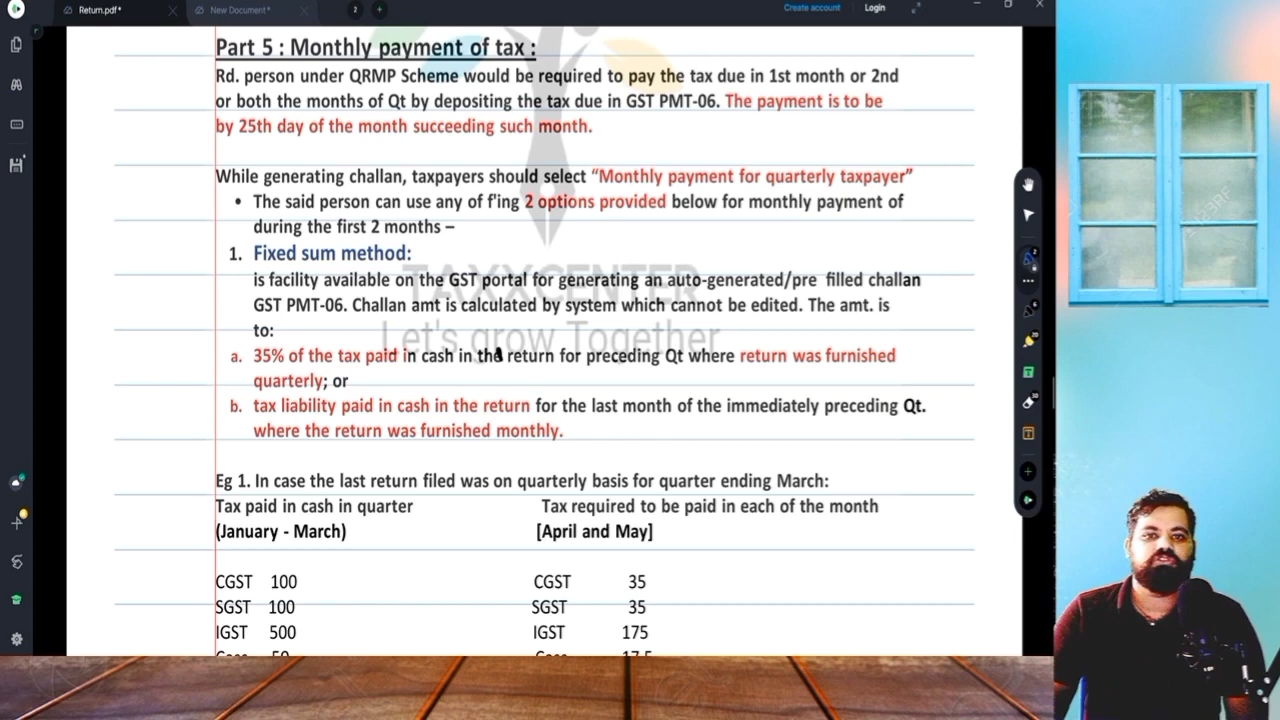 Return.pdf*
New Document*
2
+
Create account
Login
Part 5 : Monthly payment of tax :
Rd. person under QRMP Scheme would be required to pay the tax due in 1st month or 2nd
or both the months of Qt by depositing the tax due in GST PMT-06. The payment is to be
by 25th day of the month succeeding such month.
While generating challan, taxpayers should select “Monthly payment for quarterly taxpayer”
• The said person can use any of f'ing 2 options provided below for monthly payment of
during the first 2 months –
1. Fixed sum method:
is facility available on the GST portal for generating an auto-generated/pre filled challan
GST PMT-06. Challan amt is calculated by system which cannot be edited. The amt. is
to:
a. 35% of the tax paid in cash in the return for preceding Qt where return was furnished
quarterly; or
b. tax liability paid in cash in the return for the last month of the immediately preceding Qt.
where the return was furnished monthly.
TAXXCENTER
Let's grow Together
Eg 1. In case the last return filed was on quarterly basis for quarter ending March:
Tax paid in cash in quarter Tax required to be paid in each of the month
(January - March) [April and May]
CGST 100 CGST 35
SGST 100 SGST 35
IGST 500 IGST 175
Cess 50 Cess 17.5